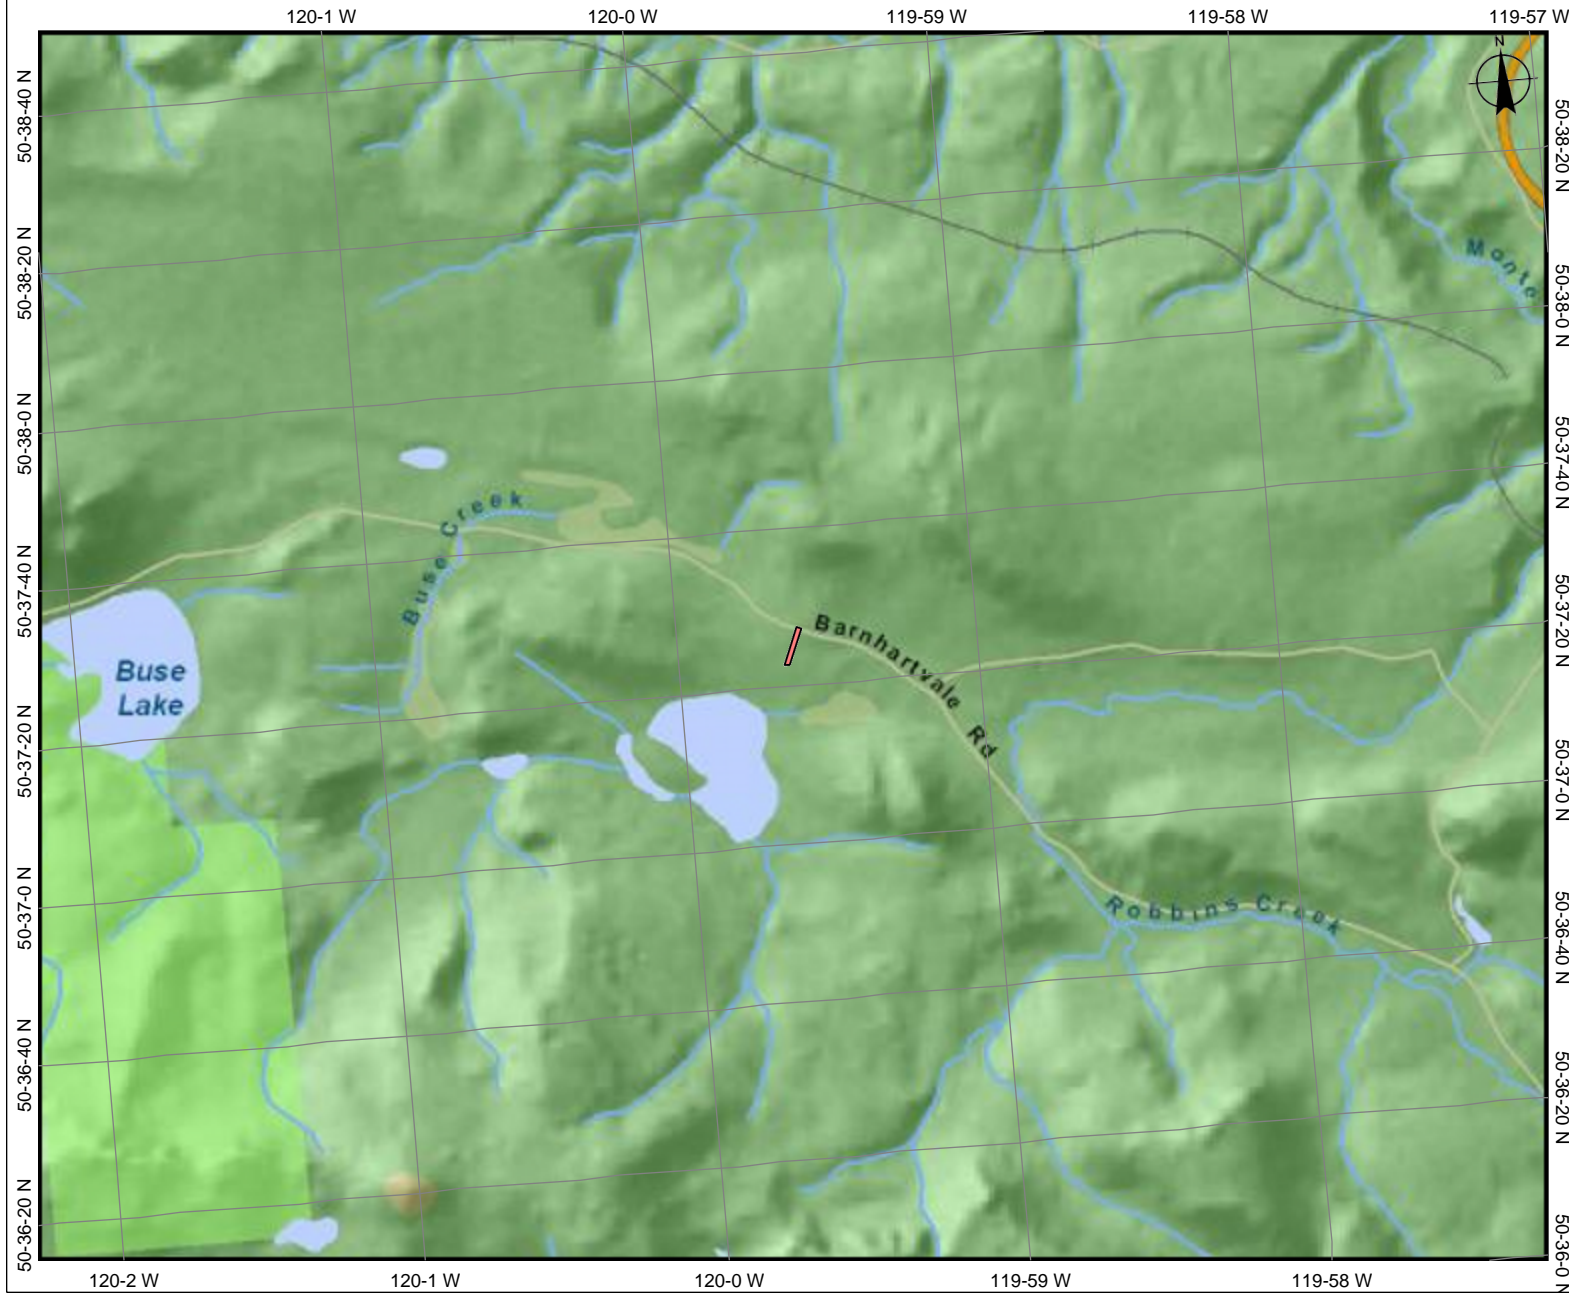 120-1 W
120-0 W
119-59 W
119-58 W
119-57 W
N
50-38-40 N
50-38-20 N
50-38-0 N
50-37-40 N
50-37-20 N
50-37-0 N
50-36-40 N
50-36-20 N
Monte
Buse Creek
Buse
Lake
Barnhartvale Rd
Robbins Creek
50-38-20 N
50-38-0 N
50-37-40 N
50-37-20 N
50-37-0 N
50-36-40 N
50-36-20 N
50-36-0 N
120-2 W
120-1 W
120-0 W
119-59 W
119-58 W